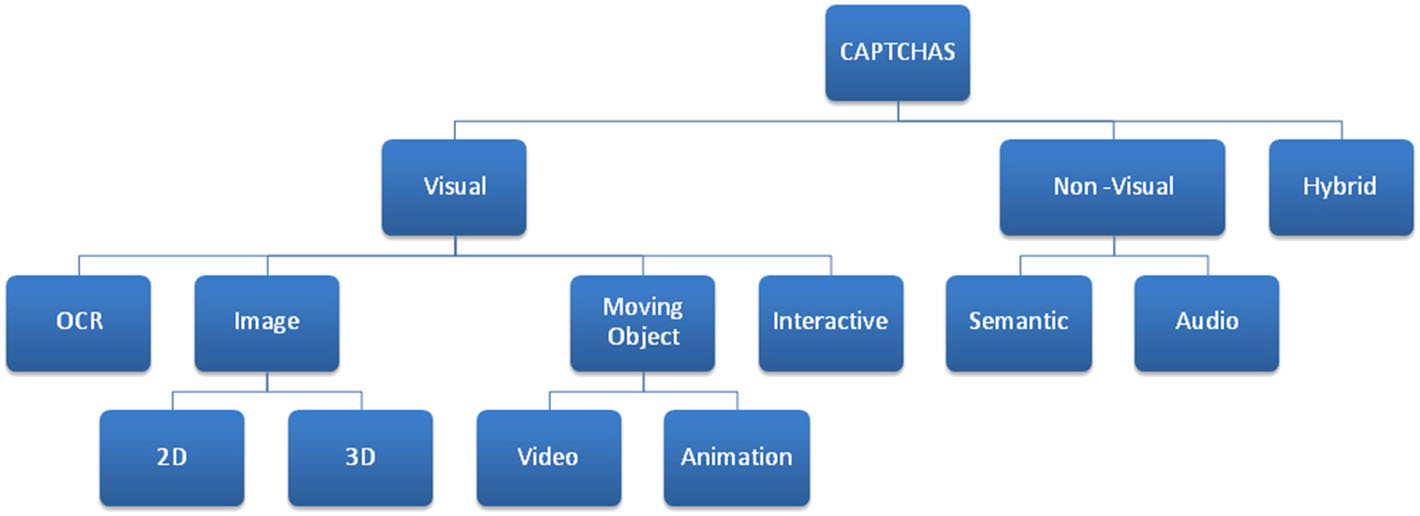 CAPTCHAS
Visual
Non -Visual
Hybrid
OCR
Image
Moving
Object
Interactive
Semantic
Audio
2D
3D
Video
Animation